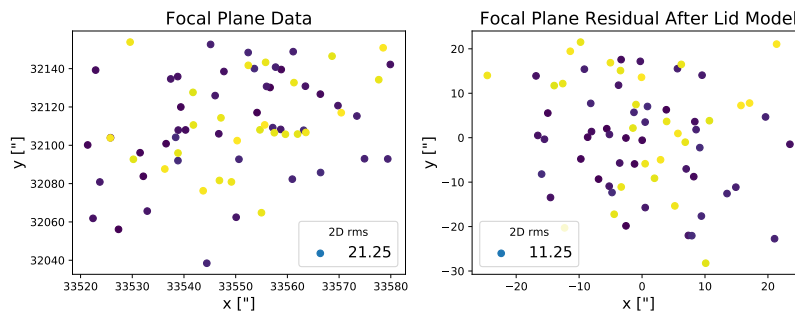 Focal Plane Data
y ["]
32140
32120
32100
32080
32060
32040
2D rms
21.25
33520 33530 33540 33550 33560 33570 33580
x ["]
Focal Plane Residual After Lid Model
y ["]
20
10
0
−10
−20
−30
2D rms
11.25
−20 −10 0 10 20
x ["]